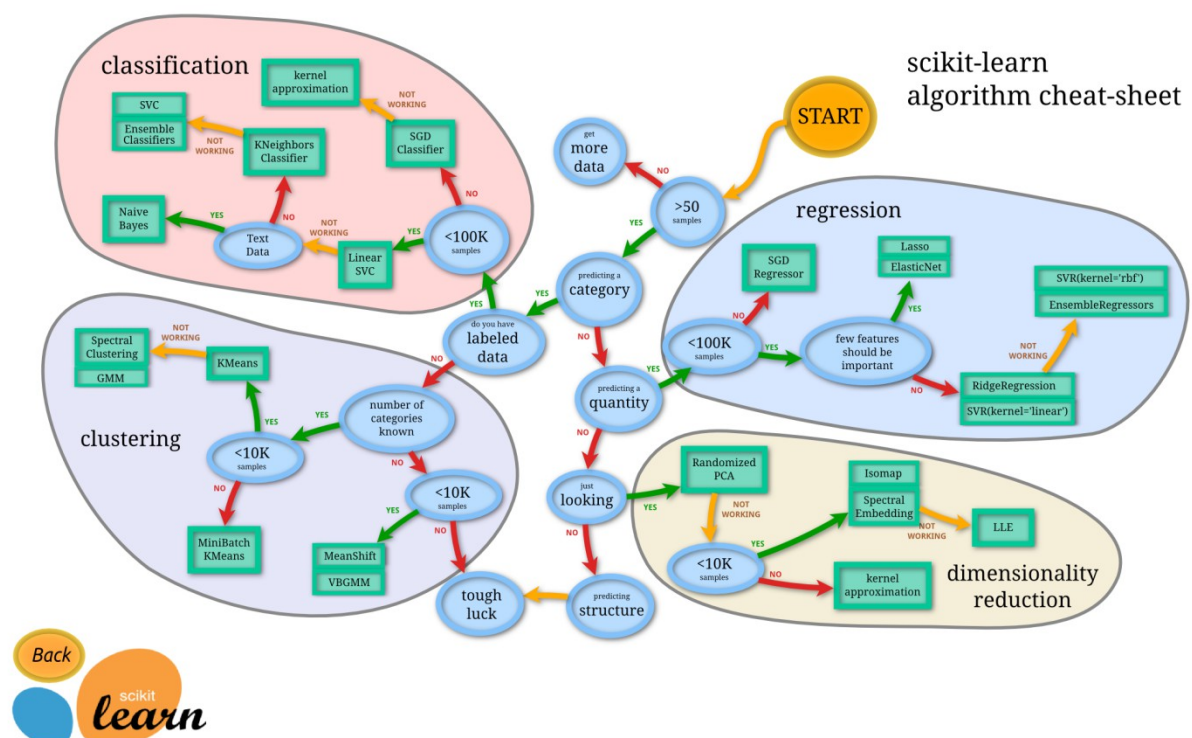 scikit-learn
algorithm cheat-sheet
START
get
more
data
NO
>50
samples
YES
predicting a
category
YES
NO
do you have
labeled
data
YES
NO
predicting a
quantity
YES
NO
just
looking
YES
NO
predicting
structure
tough
luck
classification
kernel
approximation
NOT
WORKING
SGD
Classifier
NO
<100K
samples
YES
Linear
SVC
NOT
WORKING
Text
Data
YES
Naive
Bayes
NO
KNeighbors
Classifier
NOT
WORKING
SVC
Ensemble
Classifiers
regression
SGD
Regressor
NO
<100K
samples
YES
few features
should be
important
YES
Lasso
ElasticNet
NO
RidgeRegression
SVR(kernel='linear')
NOT
WORKING
SVR(kernel='rbf')
EnsembleRegressors
clustering
Spectral
Clustering
GMM
NOT
WORKING
KMeans
YES
<10K
samples
NO
MiniBatch
KMeans
YES
number of
categories
known
NO
<10K
samples
YES
MeanShift
VBGMM
NO
Randomized
PCA
NOT
WORKING
<10K
samples
YES
Isomap
Spectral
Embedding
NOT
WORKING
LLE
NO
kernel
approximation
dimensionality
reduction
Back
scikit
learn